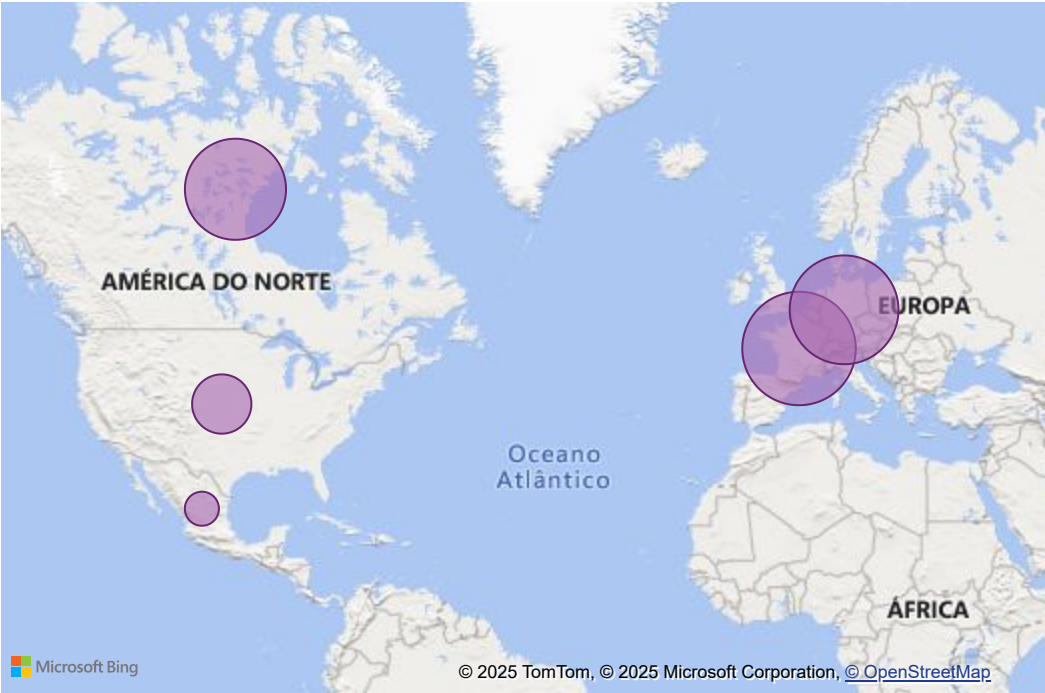 AMÉRICA DO NORTE
EUROPA
Oceano
Atlântico
ÁFRICA
Microsoft Bing
© 2025 TomTom, © 2025 Microsoft Corporation, © OpenStreetMap